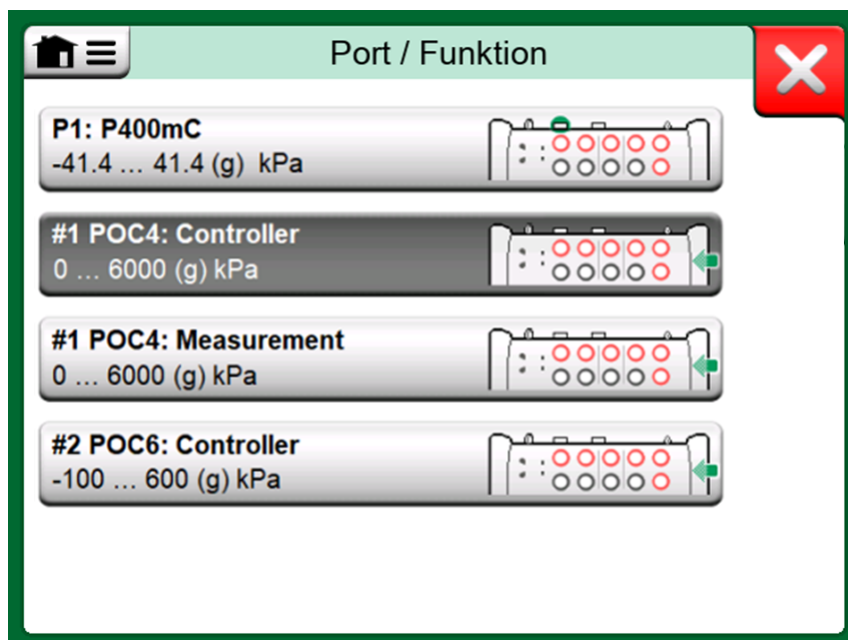 Port / Funktion
P1: P400mC
-41.4 ... 41.4 (g) kPa
#1 POC4: Controller
0 ... 6000 (g) kPa
#1 POC4: Measurement
0 ... 6000 (g) kPa
#2 POC6: Controller
-100 ... 600 (g) kPa